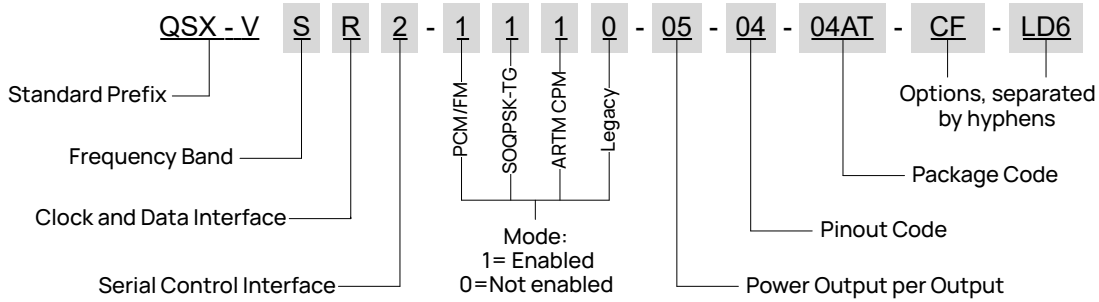 QSX - V S R 2 - 1 1 1 0 - 05 - 04 - 04AT - CF - LD6
Standard Prefix
Frequency Band
Clock and Data Interface
Serial Control Interface
PCM/FM
SOQPSK-TG
ARTM CPM
Legacy
Mode:
1= Enabled
0=Not enabled
Options, separated
by hyphens
Package Code
Pinout Code
Power Output per Output